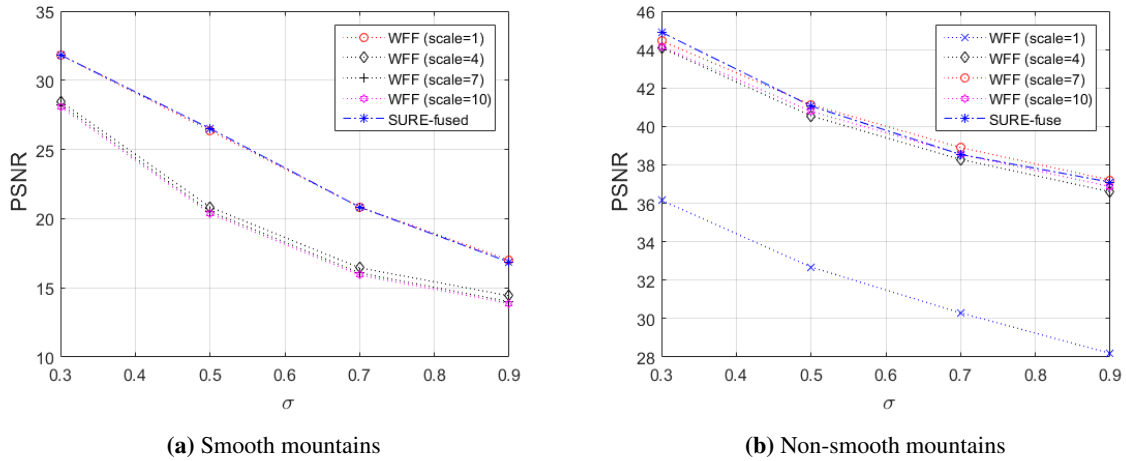 35
30
25
20
15
10
PSNR
0.3 0.4 0.5 0.6 0.7 0.8 0.9
σ
WFF (scale=1)
WFF (scale=4)
WFF (scale=7)
WFF (scale=10)
SURE-fused
(a) Smooth mountains
46
44
42
40
38
36
34
32
30
28
PSNR
0.3 0.4 0.5 0.6 0.7 0.8 0.9
σ
WFF (scale=1)
WFF (scale=4)
WFF (scale=7)
WFF (scale=10)
SURE-fuse
(b) Non-smooth mountains